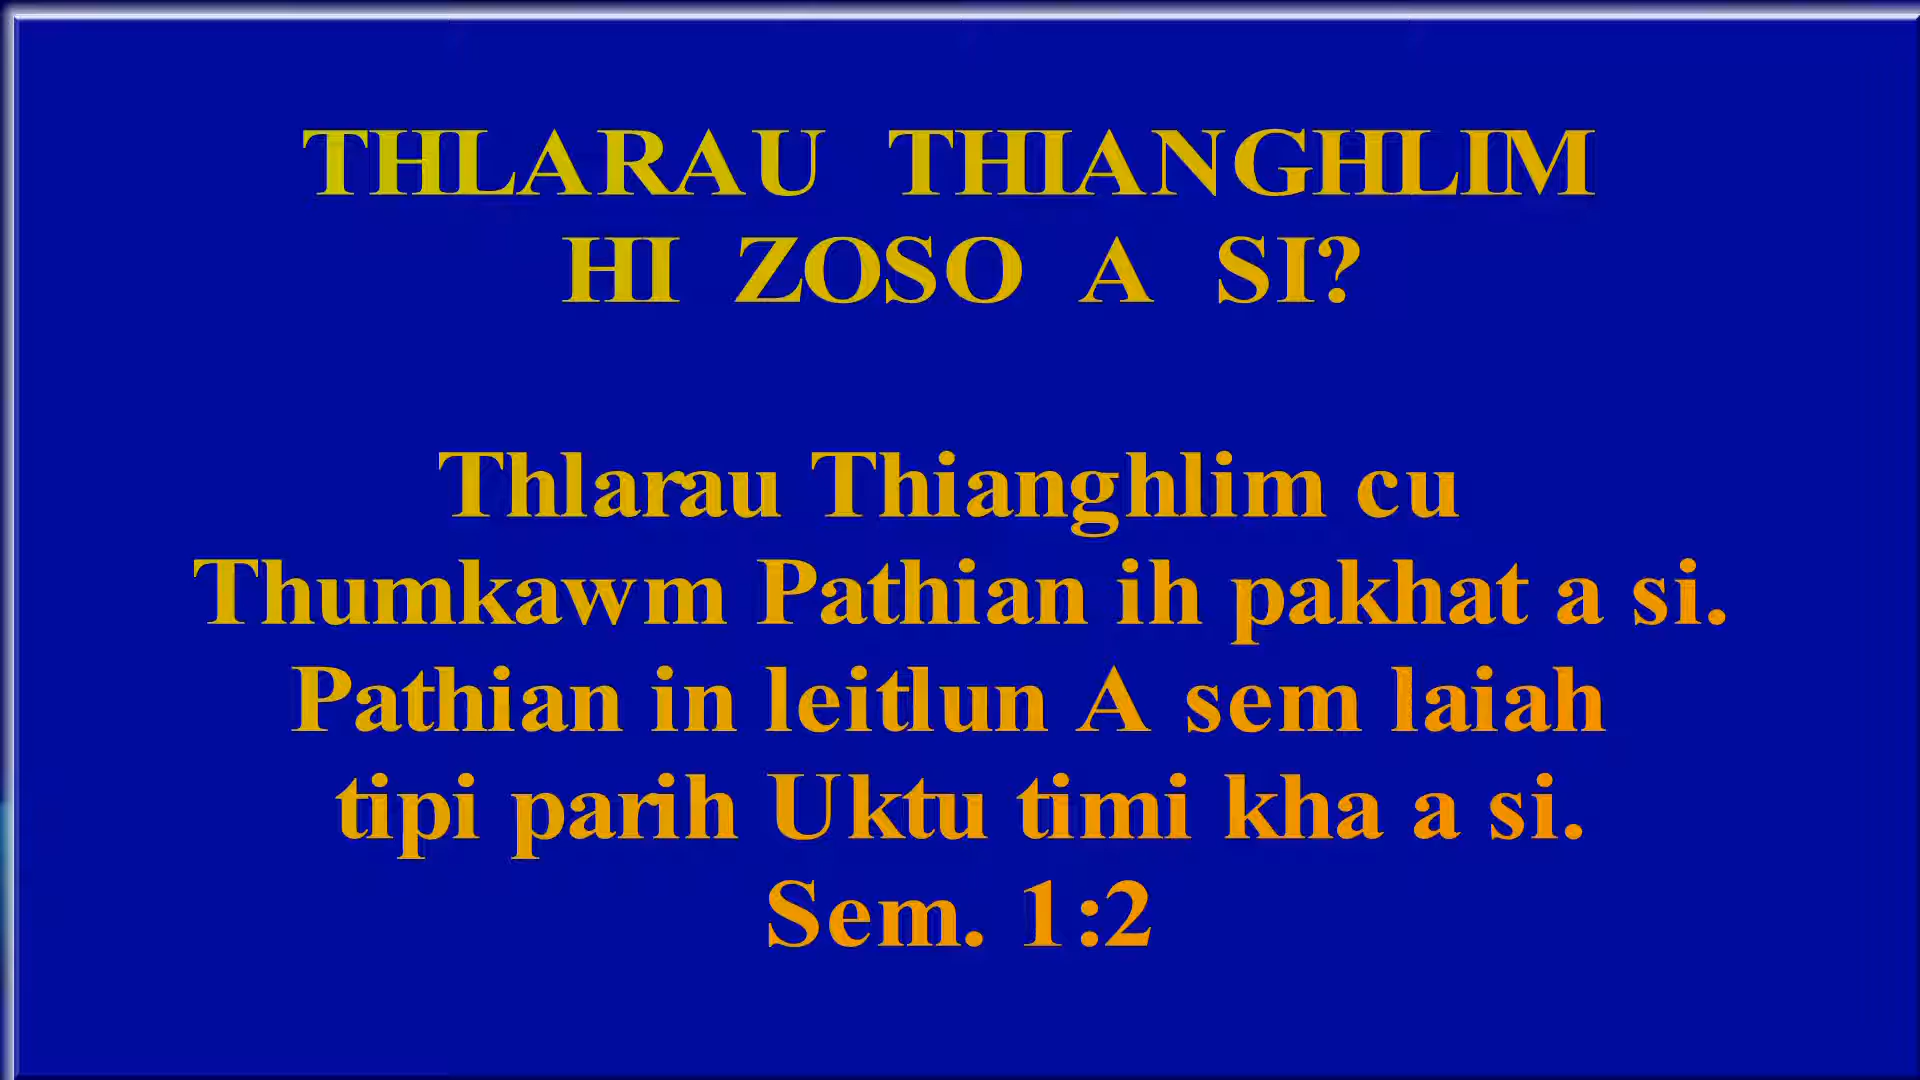 THLARAU THIANGHLIM
HI ZOSO A SI?
Thlarau Thianghlim cu
Thumkawm Pathian ih pakhat a si.
Pathian in leitlun A sem laiah
tipi parih Uktu timi kha a si.
Sem. 1:2